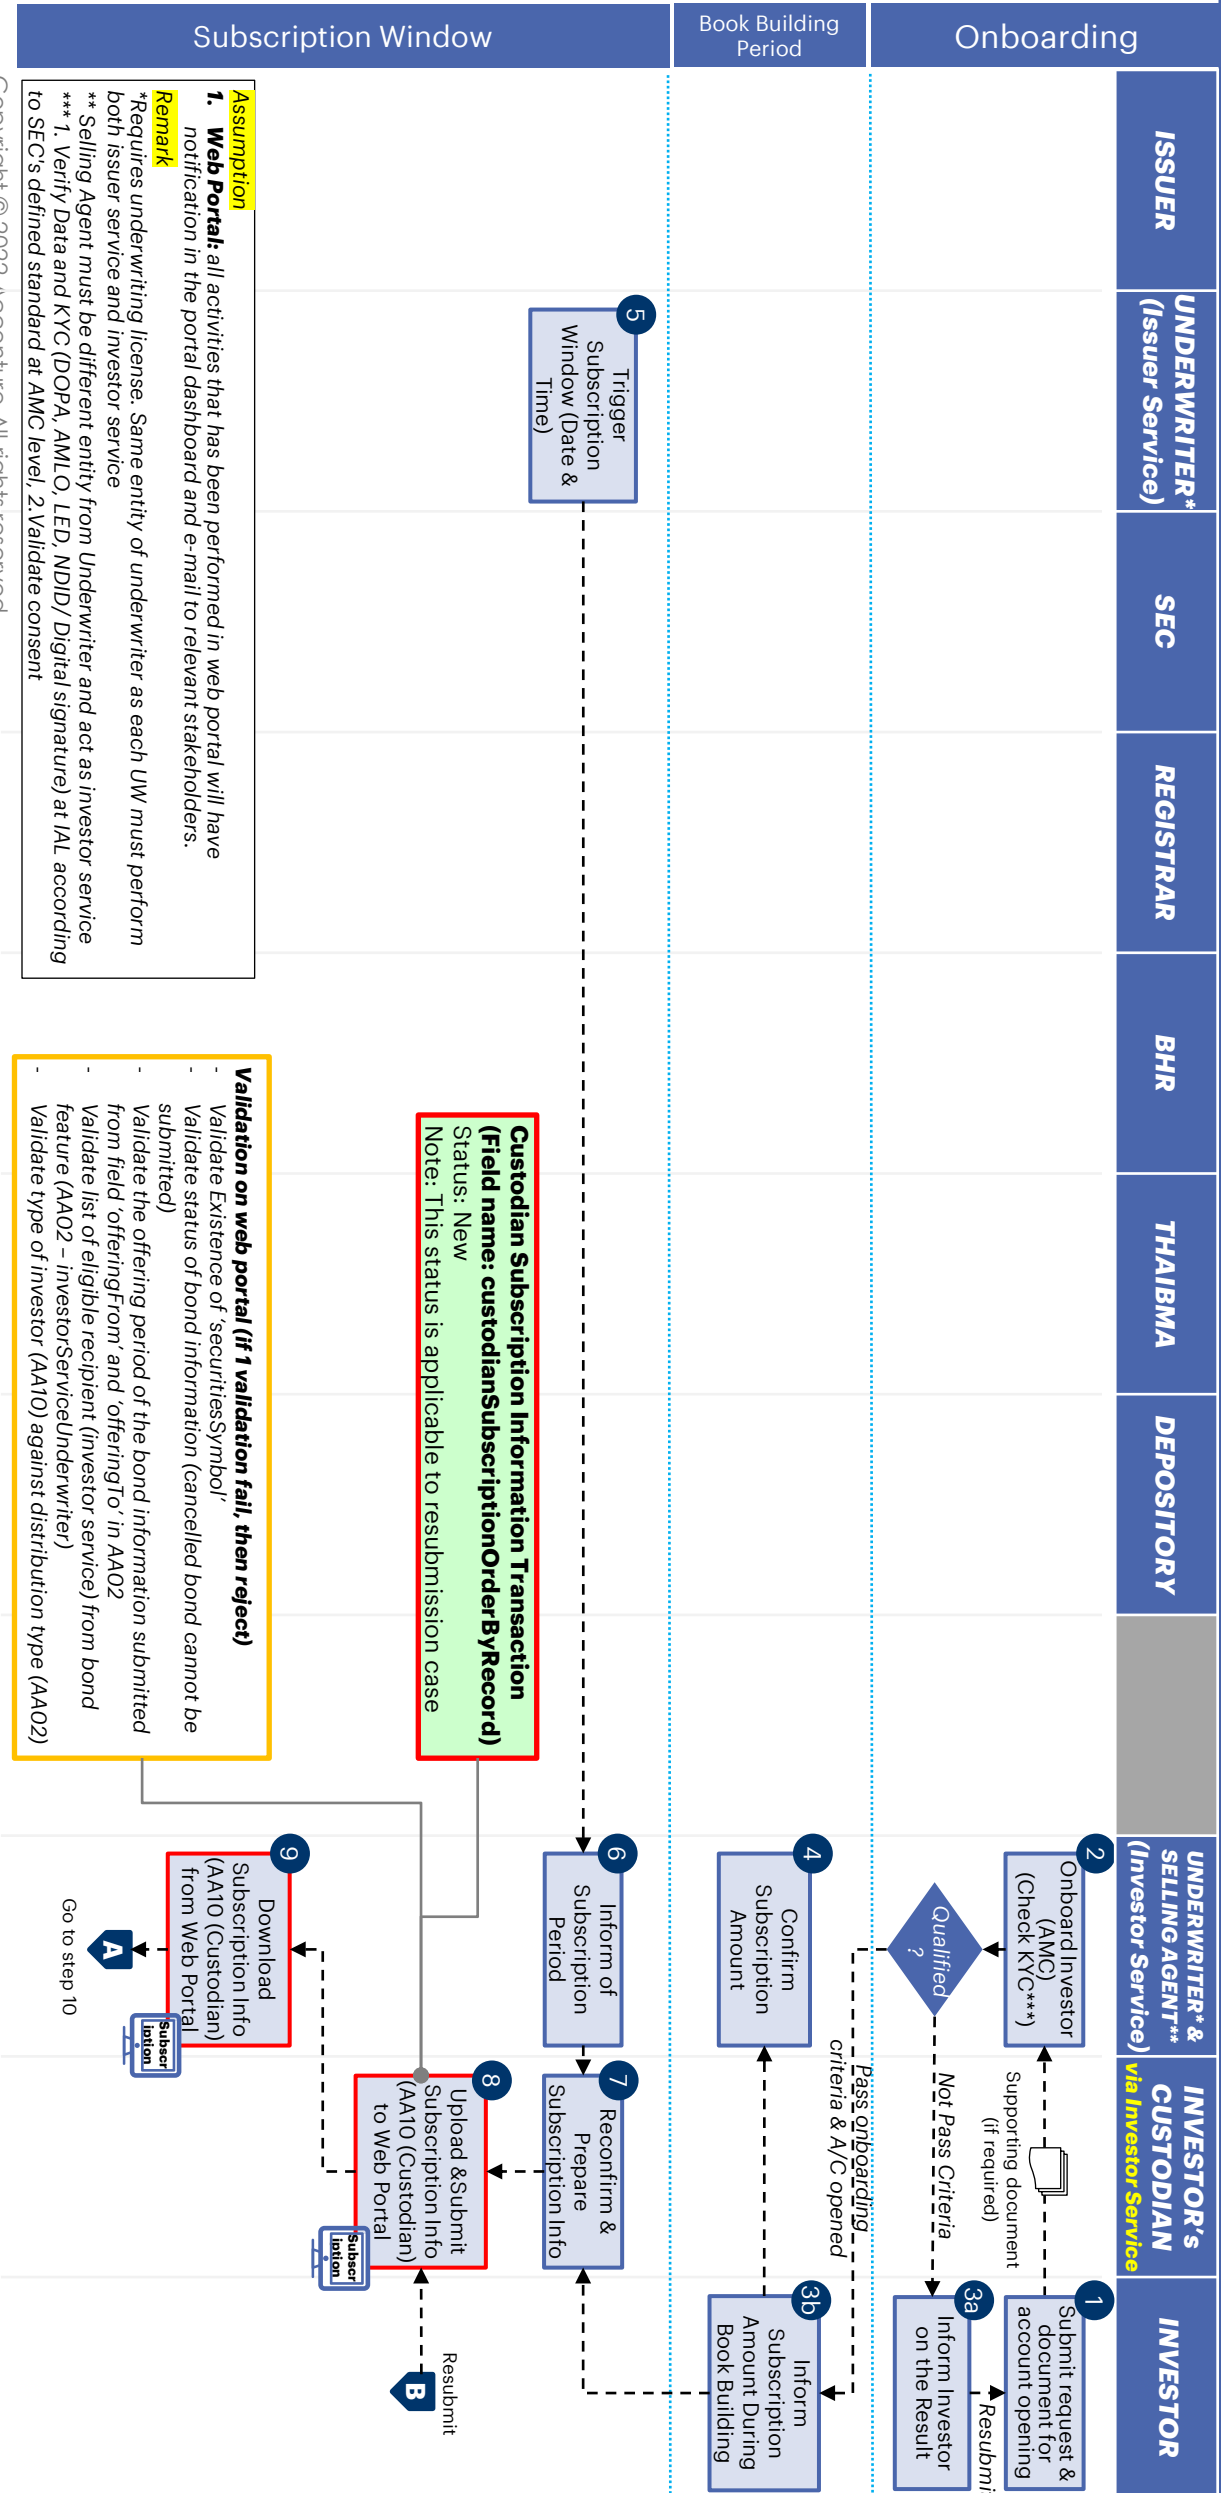 Onboarding
Book Building
Period
Subscription Window
ISSUER
UNDERWRITER*
(Issuer Service)
SEC
REGISTRAR
BHR
THAIBMA
DEPOSITORY
UNDERWRITER* &
SELLING AGENT**
(Investor Service)
INVESTOR's
CUSTODIAN
via Investor Service
INVESTOR
1
Submit request &
document for
account opening
Supporting document
(if required)
2
Onboard Investor
(AMC)
(Check KYC***)
Qualified
?
Not Pass Criteria
3a
Inform Investor
on the Result
Resubmi
Pass onboarding
criteria & A/C opened
3b
Inform
Subscription
Amount During
Book Building
4
Confirm
Subscription
Amount
5
Trigger
Subscription
Window (Date &
Time)
6
Inform of
Subscription
Period
7
Reconfirm &
Prepare
Subscription Info
8
Upload &Submit
Subscription Info
(AA10 (Custodian)
to Web Portal
Subscr
iption
B
Resubmit
9
Download
Subscription Info
(AA10 (Custodian)
from Web Portal
Subscr
iption
A
Go to step 10
Custodian Subscription Information Transaction
(Field name: custodianSubscriptionOrderByRecord)
Status: New
Note: This status is applicable to resubmission case
Assumption
1. Web Portal: all activities that has been performed in web portal will have
notification in the portal dashboard and e-mail to relevant stakeholders.
Remark
*Requires underwriting license. Same entity of underwriter as each UW must perform
both issuer service and investor service
** Selling Agent must be different entity from Underwriter and act as investor service
*** 1. Verify Data and KYC (DOPA, AMLO, LED, NDID/ Digital signature) at IAL according
to SEC's defined standard at AMC level, 2.Validate consent
Validation on web portal (if 1 validation fail, then reject)
- Validate Existence of 'securitiesSymbol'
- Validate status of bond information (cancelled bond cannot be
submitted)
- Validate the offering period of the bond information submitted
from field 'offeringFrom' and 'offeringTo' in AA02
- Validate list of eligible recipient (investor service) from bond
feature (AA02 – investorServiceUnderwriter)
- Validate type of investor (AA10) against distribution type (AA02)
Copyright © 2022 Accenture. All rights reserved.